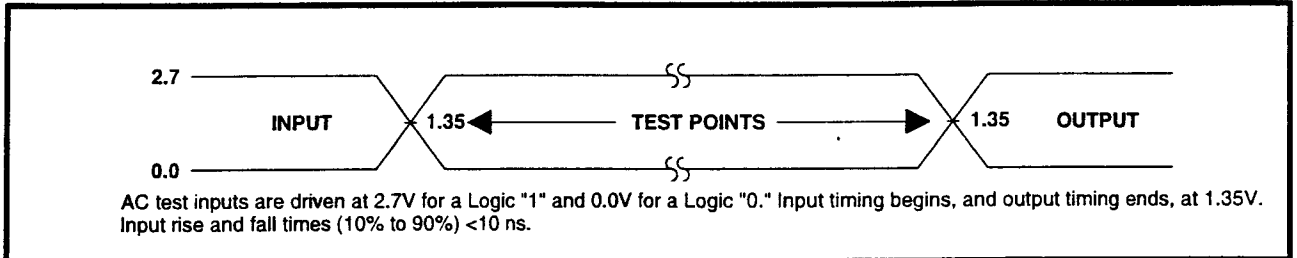 2.7
INPUT 1.35 TEST POINTS 1.35 OUTPUT
0.0
AC test inputs are driven at 2.7V for a Logic "1" and 0.0V for a Logic "0." Input timing begins, and output timing ends, at 1.35V.
Input rise and fall times (10% to 90%) <10 ns.